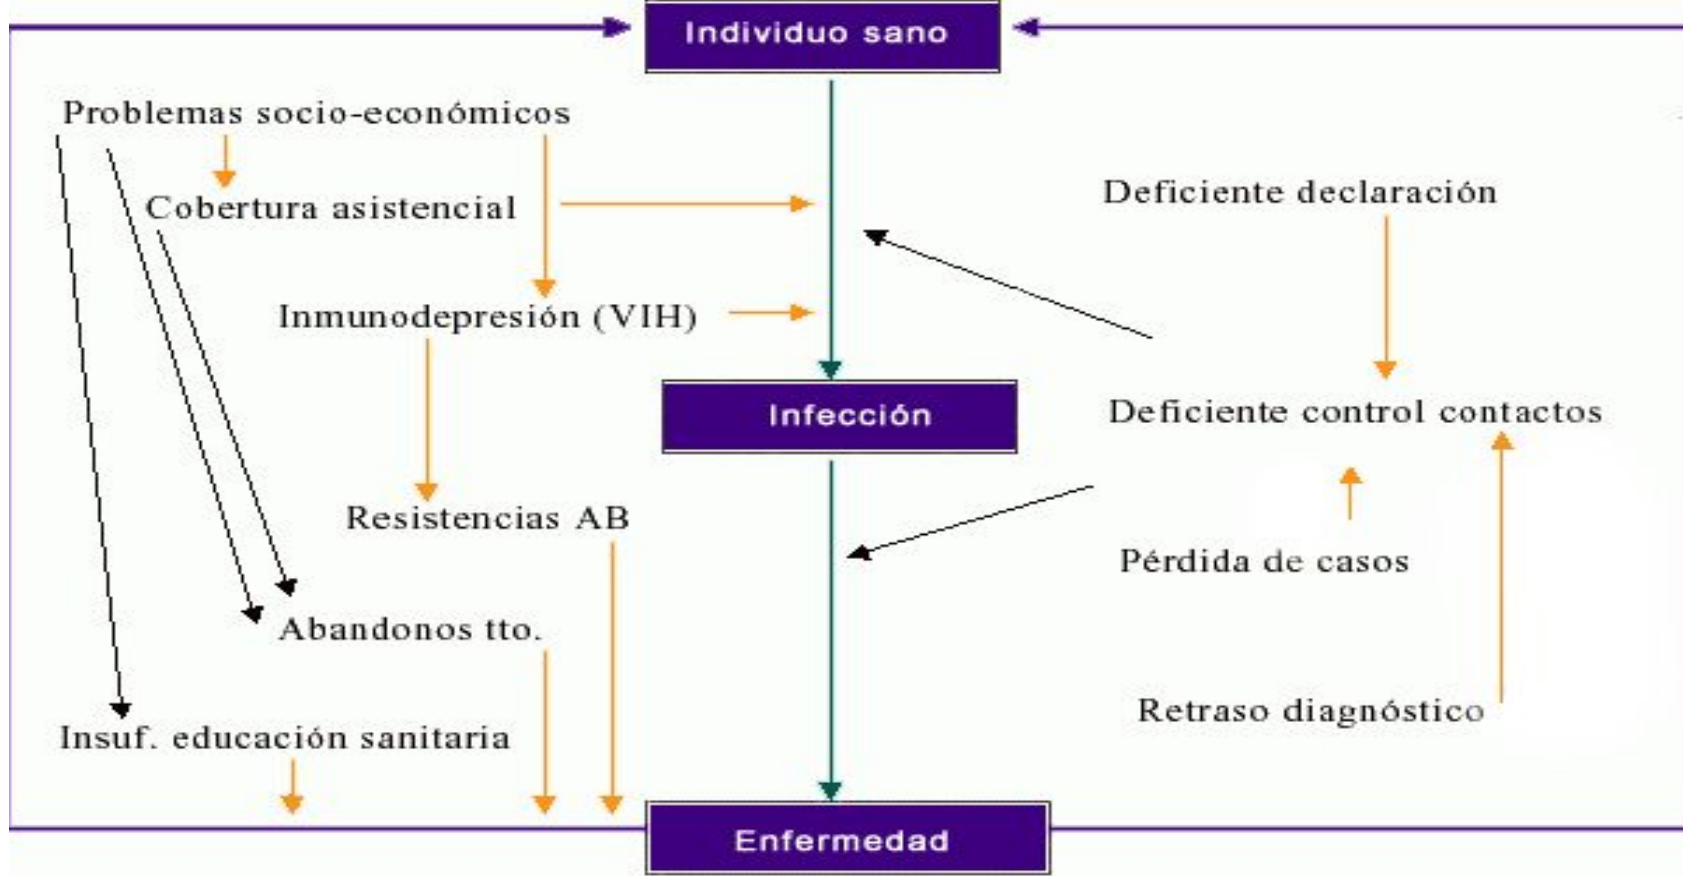 Individuo sano
Problemas socio-económicos
Cobertura asistencial
Deficiente declaración
Inmunodepresión (VIH)
Infección
Deficiente control contactos
Resistencias AB
Pérdida de casos
Abandonos tto.
Retraso diagnóstico
Insuf. educación sanitaria
Enfermedad